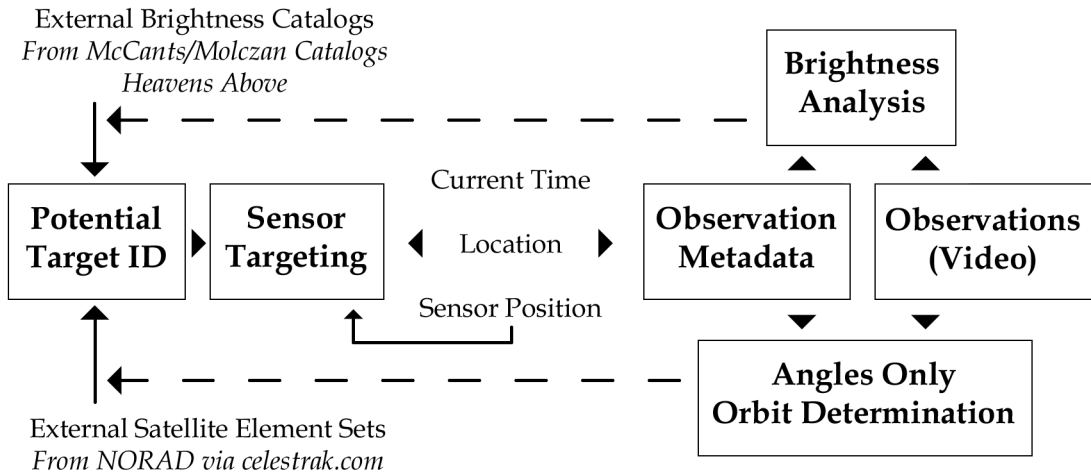 External Brightness Catalogs
From McCants/Molczan Catalogs
Heavens Above
Brightness
Analysis
Potential
Target ID
Sensor
Targeting
Current Time
Location
Sensor Position
Observation
Metadata
Observations
(Video)
Angles Only
Orbit Determination
External Satellite Element Sets
From NORAD via celestrak.com